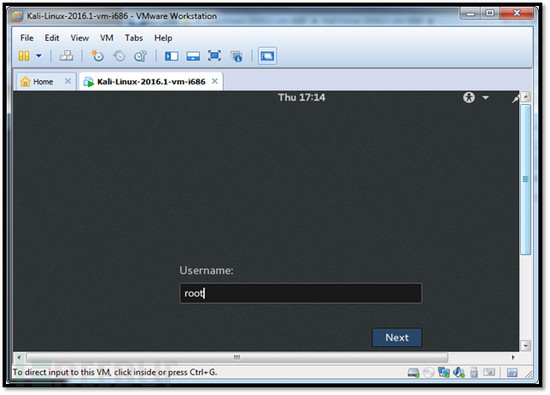 Kali-Linux-2016.1-vm-i686 - VMware Workstation
File Edit View VM Tabs Help
Home Kali-Linux-2016.1-vm-i686
Thu 17:14
Username:
root
Next
To direct input to this VM, click inside or press Ctrl+G.